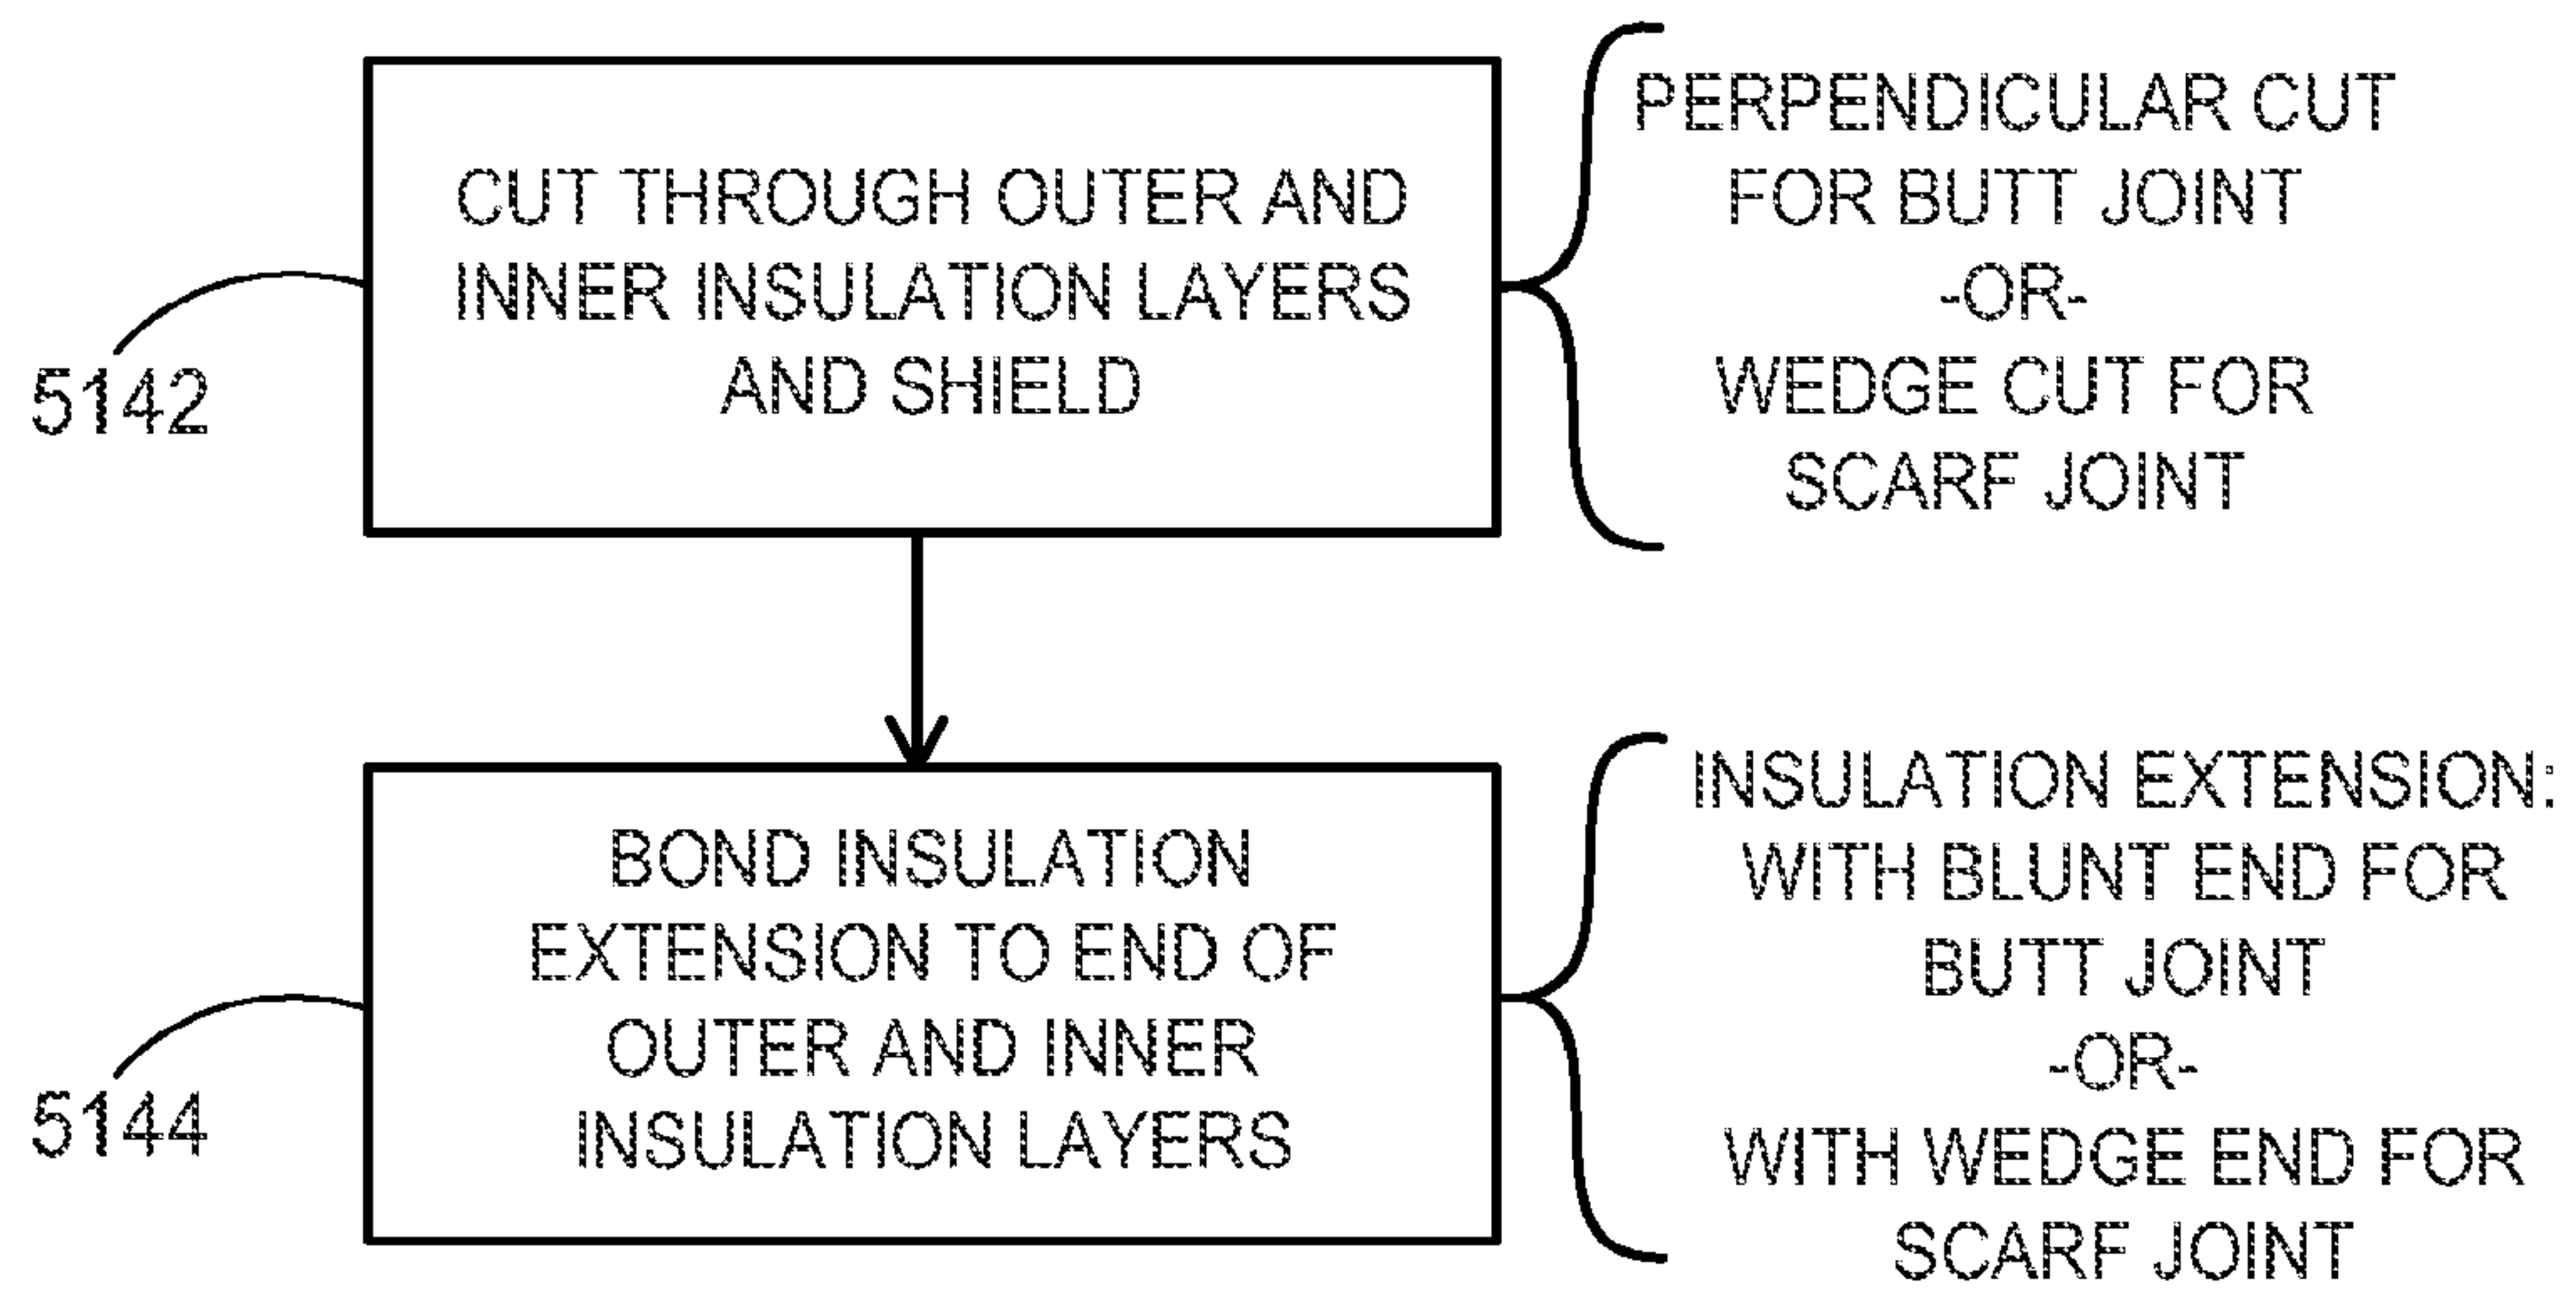 CUT THROUGH OUTER AND
INNER INSULATION LAYERS
AND SHIELD
5142
PERPENDICULAR CUT
FOR BUTT JOINT
-OR-
WEDGE CUT FOR
SCARF JOINT
BOND INSULATION
EXTENSION TO END OF
OUTER AND INNER
INSULATION LAYERS
5144
INSULATION EXTENSION:
WITH BLUNT END FOR
BUTT JOINT
-OR-
WITH WEDGE END FOR
SCARF JOINT